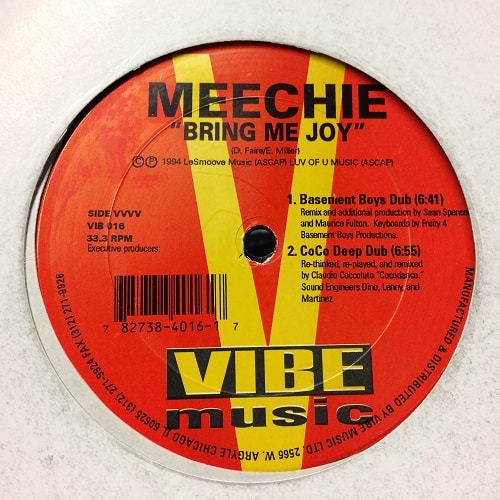 MEECHIE
"BRING ME JOY"
(D. Faire/E. Miller)
© ℗ 1994 LeSmoove Music (ASCAP) LUV OF U MUSIC (ASCAP)
SIDE VVVV
VIB 016
33.3 RPM
Executive producers:
1. Basement Boys Dub (6:41)
Remix and additional production by Sean Spencer
and Maurice Fulton. Keyboards by Fruity 4
Basement Boys Productions.
2. CoCo Deep Dub (6:55)
Re-thinked, re-played, and remixed
by Claudio Coccoluto "Cocodance."
Sound Engineers Dino, Lenny, and
Martinez
7 82738-4016-1 7
VIBE
music
MANUFACTURED & DISTRIBUTED BY VIBE MUSIC LTD. 2566 W. ARGYLE CHICAGO IL 60625 (312) 271-9924 FAX (312) 271-8926